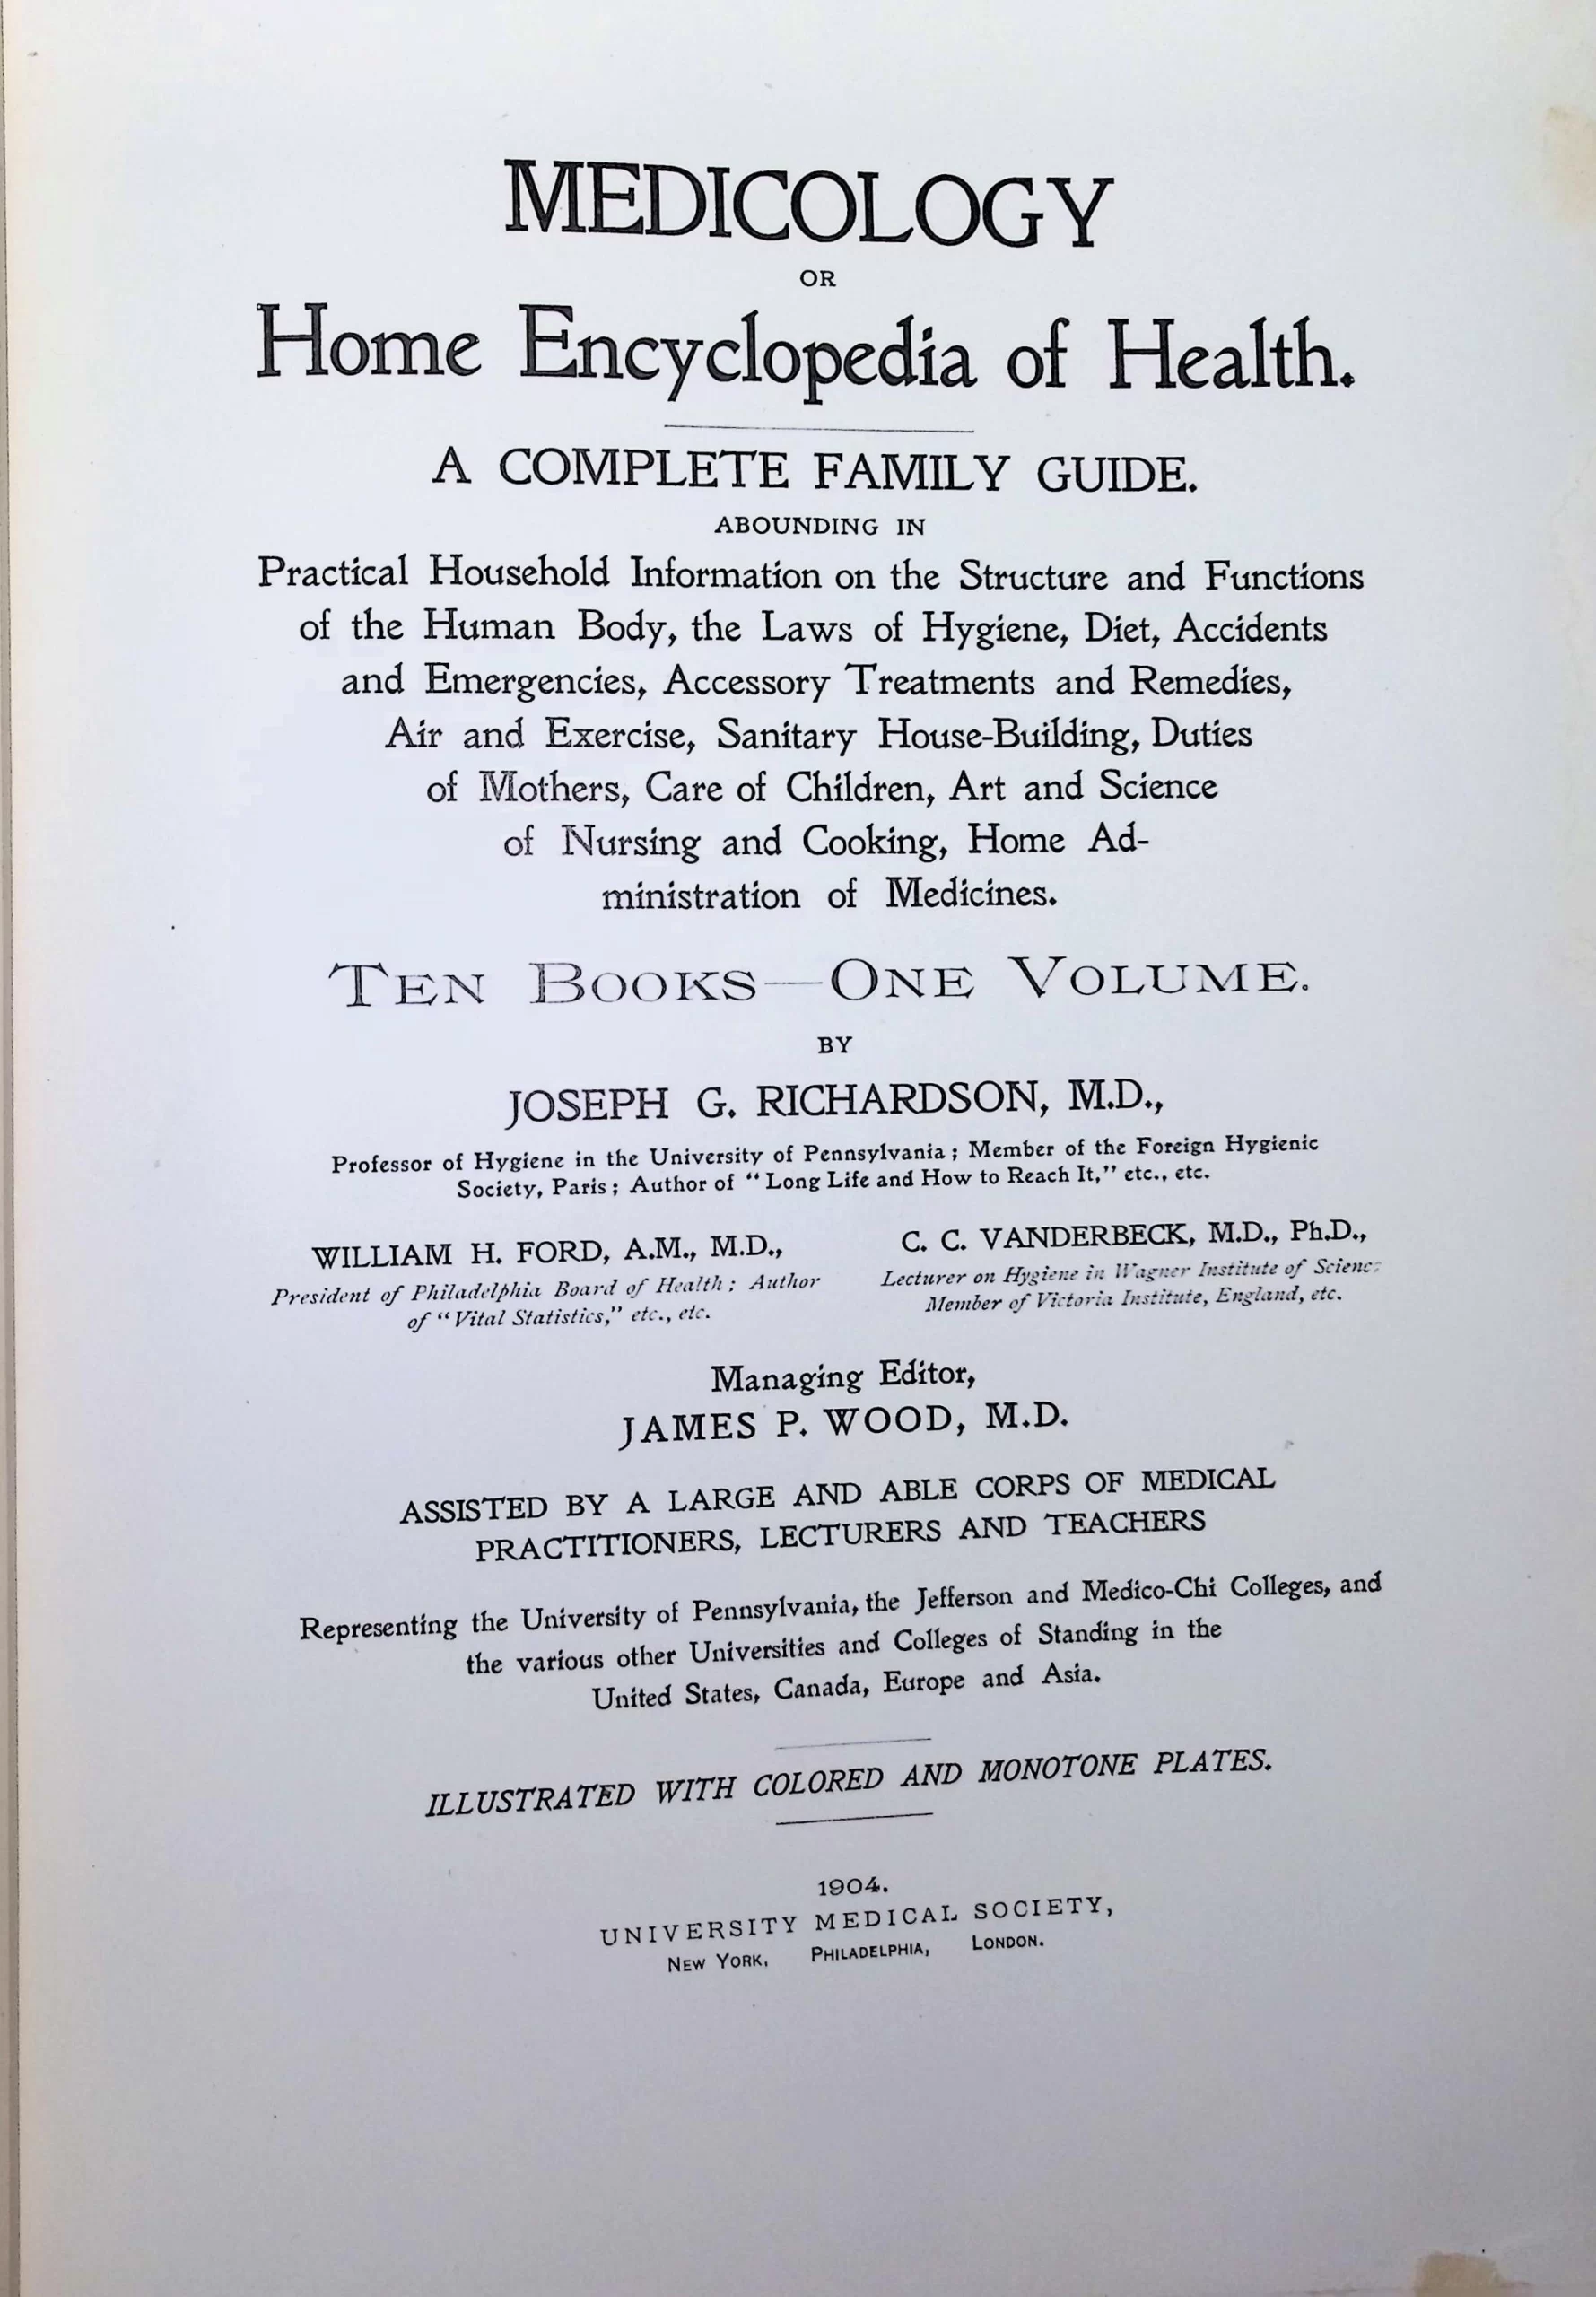 MEDICOLOGY
OR
Home Encyclopedia of Health.
A COMPLETE FAMILY GUIDE.
ABOUNDING IN
Practical Household Information on the Structure and Functions
of the Human Body, the Laws of Hygiene, Diet, Accidents
and Emergencies, Accessory Treatments and Remedies,
Air and Exercise, Sanitary House-Building, Duties
of Mothers, Care of Children, Art and Science
of Nursing and Cooking, Home Ad-
ministration of Medicines.
TEN BOOKS—ONE VOLUME.
BY
JOSEPH G. RICHARDSON, M.D.,
Professor of Hygiene in the University of Pennsylvania; Member of the Foreign Hygienic
Society, Paris; Author of "Long Life and How to Reach It," etc., etc.
WILLIAM H. FORD, A.M., M.D.,
President of Philadelphia Board of Health; Author
of "Vital Statistics," etc., etc.
C. C. VANDERBECK, M.D., Ph.D.,
Lecturer on Hygiene in Wagner Institute of Science;
Member of Victoria Institute, England, etc.
Managing Editor,
JAMES P. WOOD, M.D.
ASSISTED BY A LARGE AND ABLE CORPS OF MEDICAL
PRACTITIONERS, LECTURERS AND TEACHERS
Representing the University of Pennsylvania, the Jefferson and Medico-Chi Colleges, and
the various other Universities and Colleges of Standing in the
United States, Canada, Europe and Asia.
ILLUSTRATED WITH COLORED AND MONOTONE PLATES.
1904.
UNIVERSITY MEDICAL SOCIETY,
NEW YORK, PHILADELPHIA, LONDON.